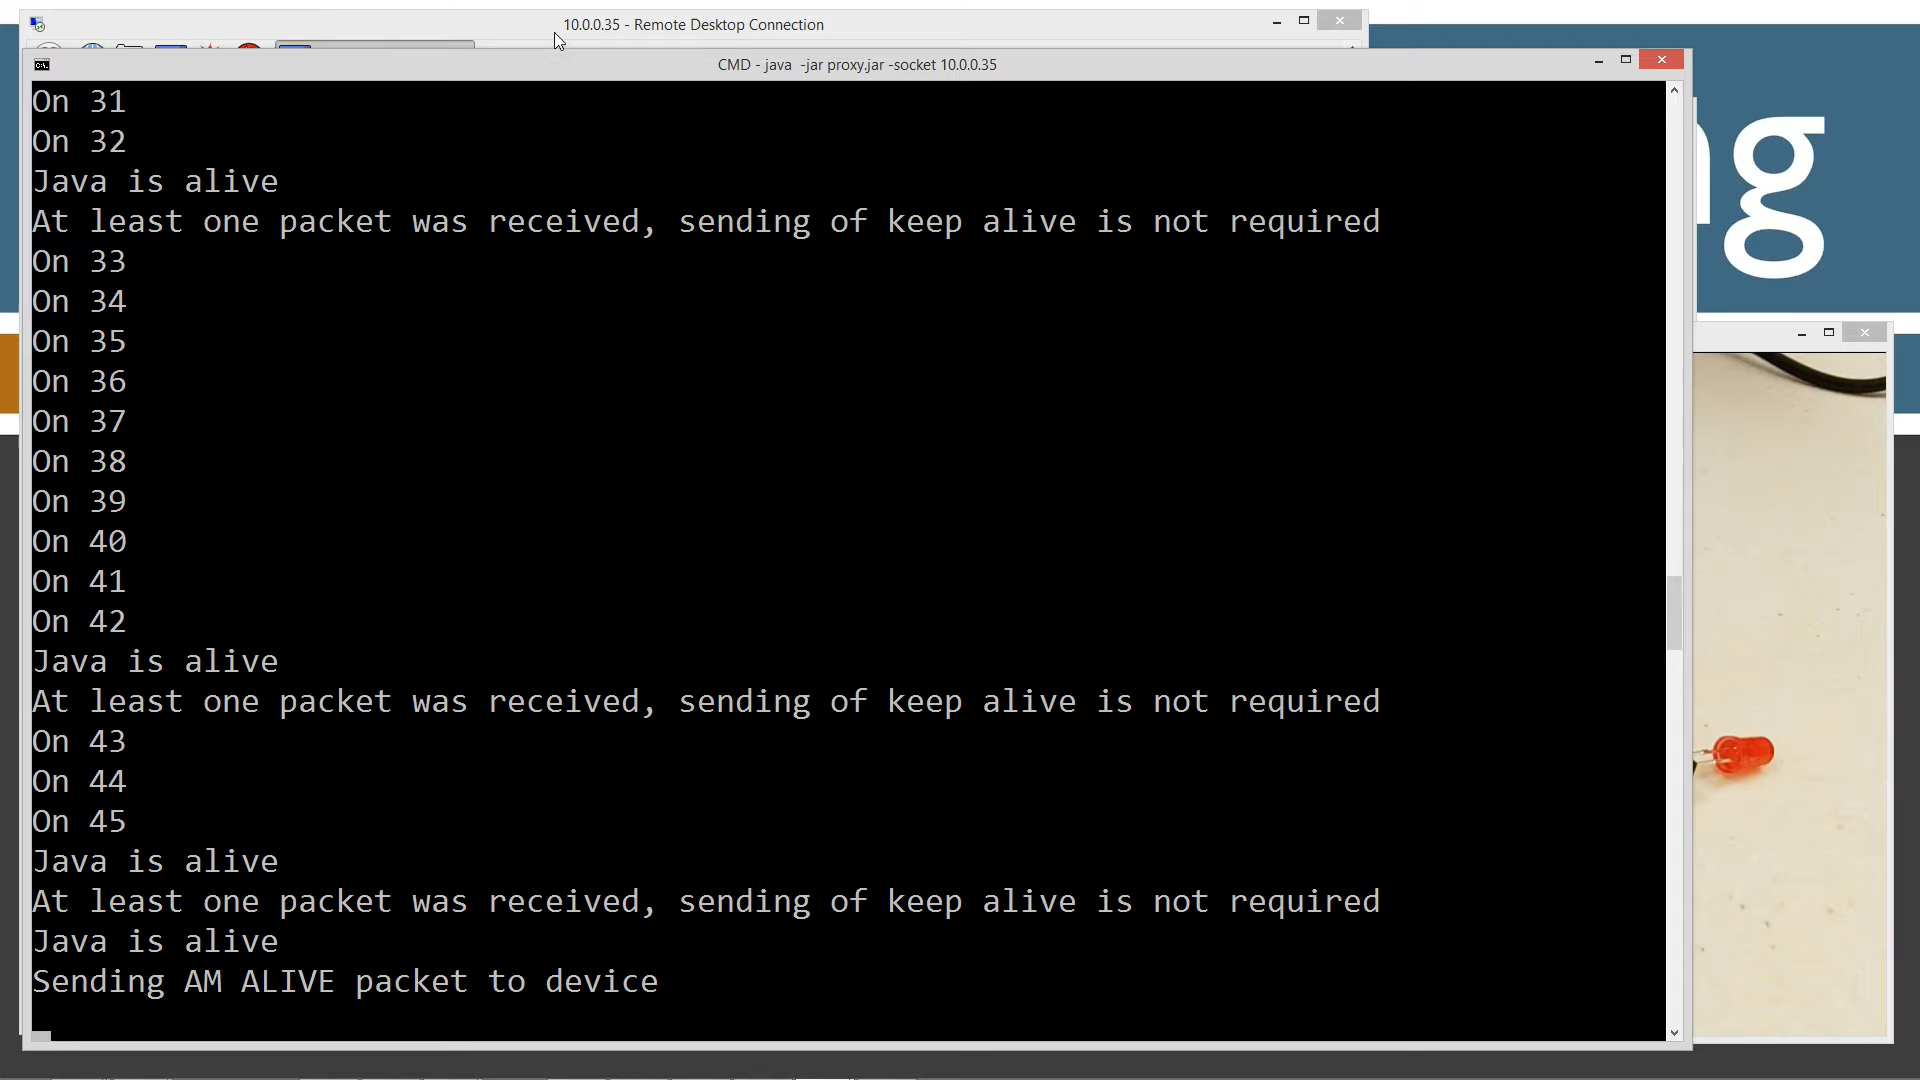 10.0.0.35 - Remote Desktop Connection
CMD - java  -jar proxy.jar -socket 10.0.0.35
On 31
On 32
Java is alive
At least one packet was received, sending of keep alive is not required
On 33
On 34
On 35
On 36
On 37
On 38
On 39
On 40
On 41
On 42
Java is alive
At least one packet was received, sending of keep alive is not required
On 43
On 44
On 45
Java is alive
At least one packet was received, sending of keep alive is not required
Java is alive
Sending AM ALIVE packet to device